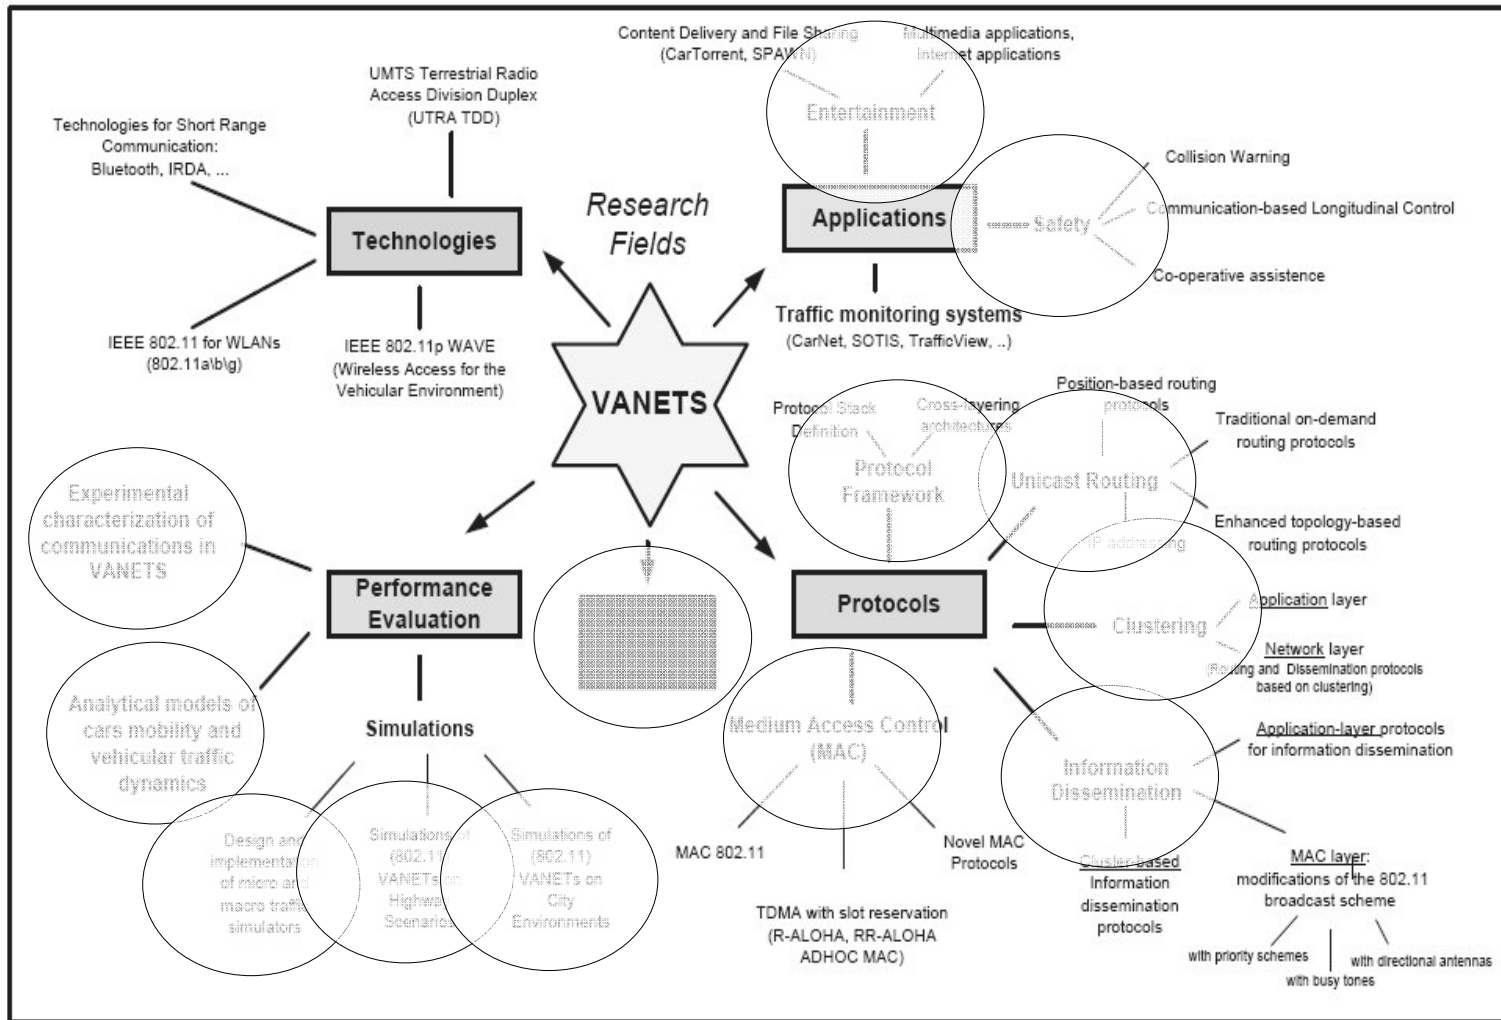 Content Delivery and File Sharing
(CarTorrent, SPAWN)
Multimedia applications,
Internet applications
UMTS Terrestrial Radio
Access Division Duplex
(UTRA TDD)
Entertainment
Technologies for Short Range
Communication:
Bluetooth, IRDA, ...
Collision Warning
Research
Fields
Applications
Safety
Communication-based Longitudinal Control
Technologies
Co-operative assistence
Traffic monitoring systems
(CarNet, SOTIS, TrafficView, ..)
IEEE 802.11 for WLANs
(802.11a\b\g)
IEEE 802.11p WAVE
(Wireless Access for the
Vehicular Environment)
VANETS
Protocol Stack
Definition
Cross-layering
architectures
Position-based routing
protocols
Traditional on-demand
routing protocols
Protocol
Framework
Unicast Routing
Experimental
characterization of
communications in
VANETS
Enhanced topology-based
routing protocols
IP addressing
Performance
Evaluation
Protocols
Clustering
Application layer
Network layer
(Routing and Dissemination protocols
based on clustering)
Analytical models of
cars mobility and
vehicular traffic
dynamics
Simulations
Medium Access Control
(MAC)
Application-layer protocols
for information dissemination
Information
Dissemination
Design and
implementation
of micro and
macro traffic
simulators
Simulations of
(802.11)
VANETs on
Highway
Scenarios
Simulations of
(802.11)
VANETs on
City
Environments
MAC 802.11
Novel MAC
Protocols
TDMA with slot reservation
(R-ALOHA, RR-ALOHA
ADHOC MAC)
Cluster-based
Information
dissemination
protocols
MAC layer:
modifications of the 802.11
broadcast scheme
with priority schemes
with busy tones
with directional antennas